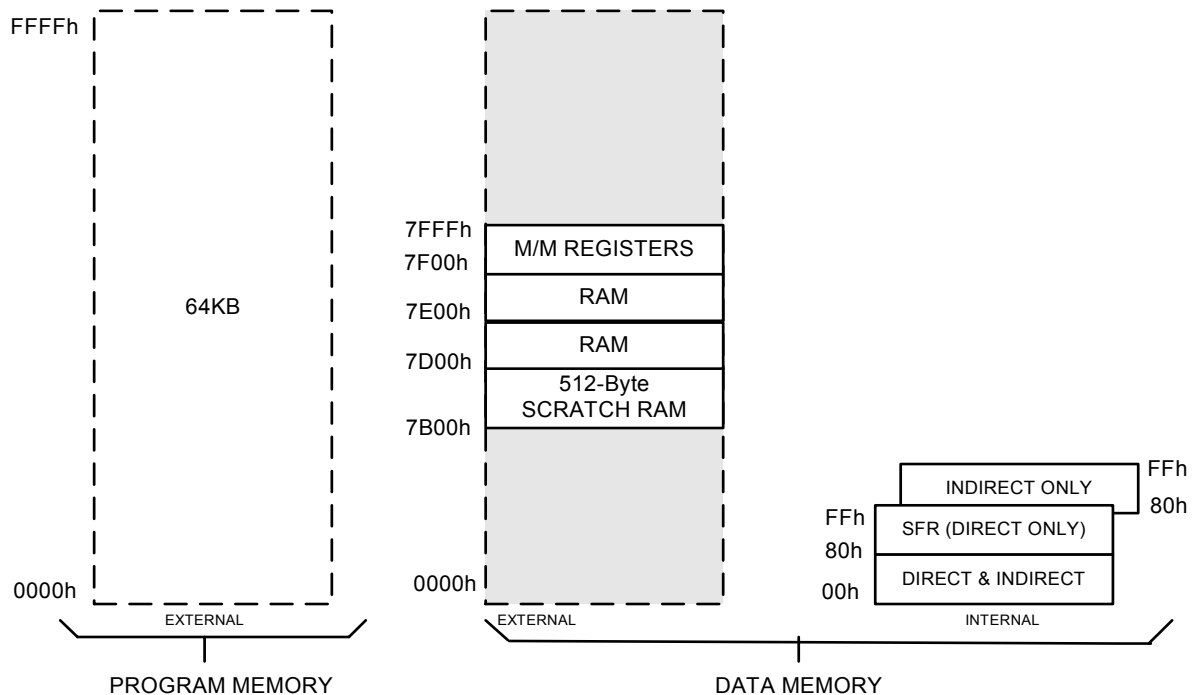 FFFFh
64KB
0000h
EXTERNAL
PROGRAM MEMORY
7FFFh
M/M REGISTERS
7F00h
RAM
7E00h
RAM
7D00h
512-Byte
SCRATCH RAM
7B00h
0000h
EXTERNAL
INDIRECT ONLY
FFh
80h
FFh
SFR (DIRECT ONLY)
80h
DIRECT & INDIRECT
00h
INTERNAL
DATA MEMORY